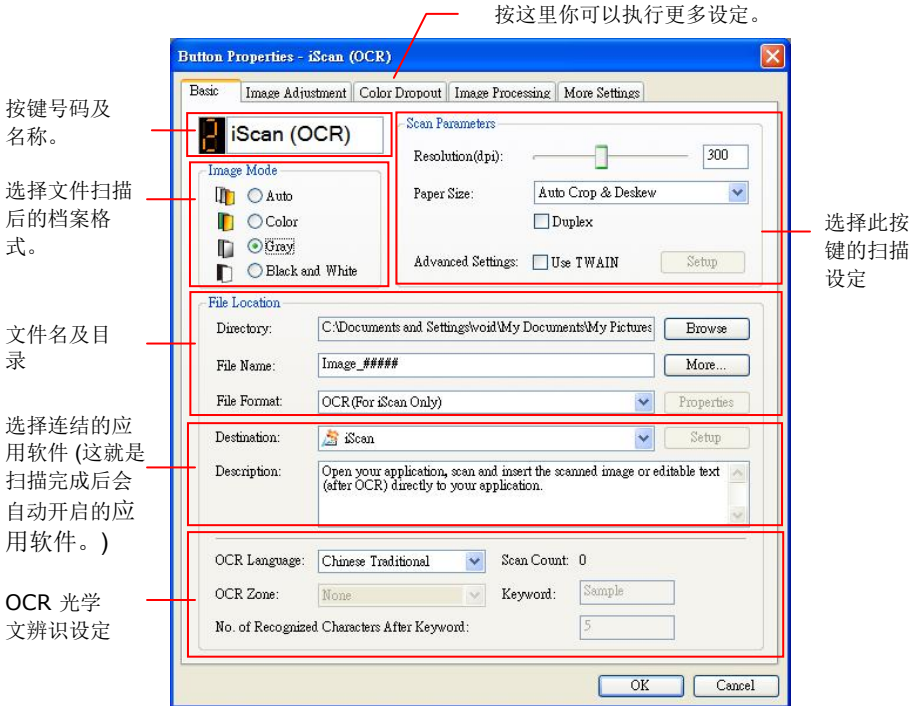 按这里你可以执行更多设定。
Button Properties - iScan (OCR)
Basic Image Adjustment Color Dropout Image Processing More Settings
按键号码及
名称。
2 iScan (OCR)
选择文件扫描
后的档案格
式。
Image Mode
Auto
Color
Gray
Black and White
Scan Parameters
Resolution(dpi): 300
Paper Size: Auto Crop & Deskew
Duplex
Advanced Settings: Use TWAIN Setup
选择此按
键的扫描
设定
文件名及目
录
File Location
Directory: C:\Documents and Settings\void\My Documents\My Pictures Browse
File Name: Image_##### More...
File Format: OCR(For iScan Only) Properties
选择连结的应
用软件 (这就是
扫描完成后会
自动开启的应
用软件。)
Destination: iScan Setup
Description: Open your application, scan and insert the scanned image or editable text
(after OCR) directly to your application.
OCR 光学
文辨识设定
OCR Language: Chinese Traditional Scan Count: 0
OCR Zone: None Keyword: Sample
No. of Recognized Characters After Keyword: 5
OK Cancel